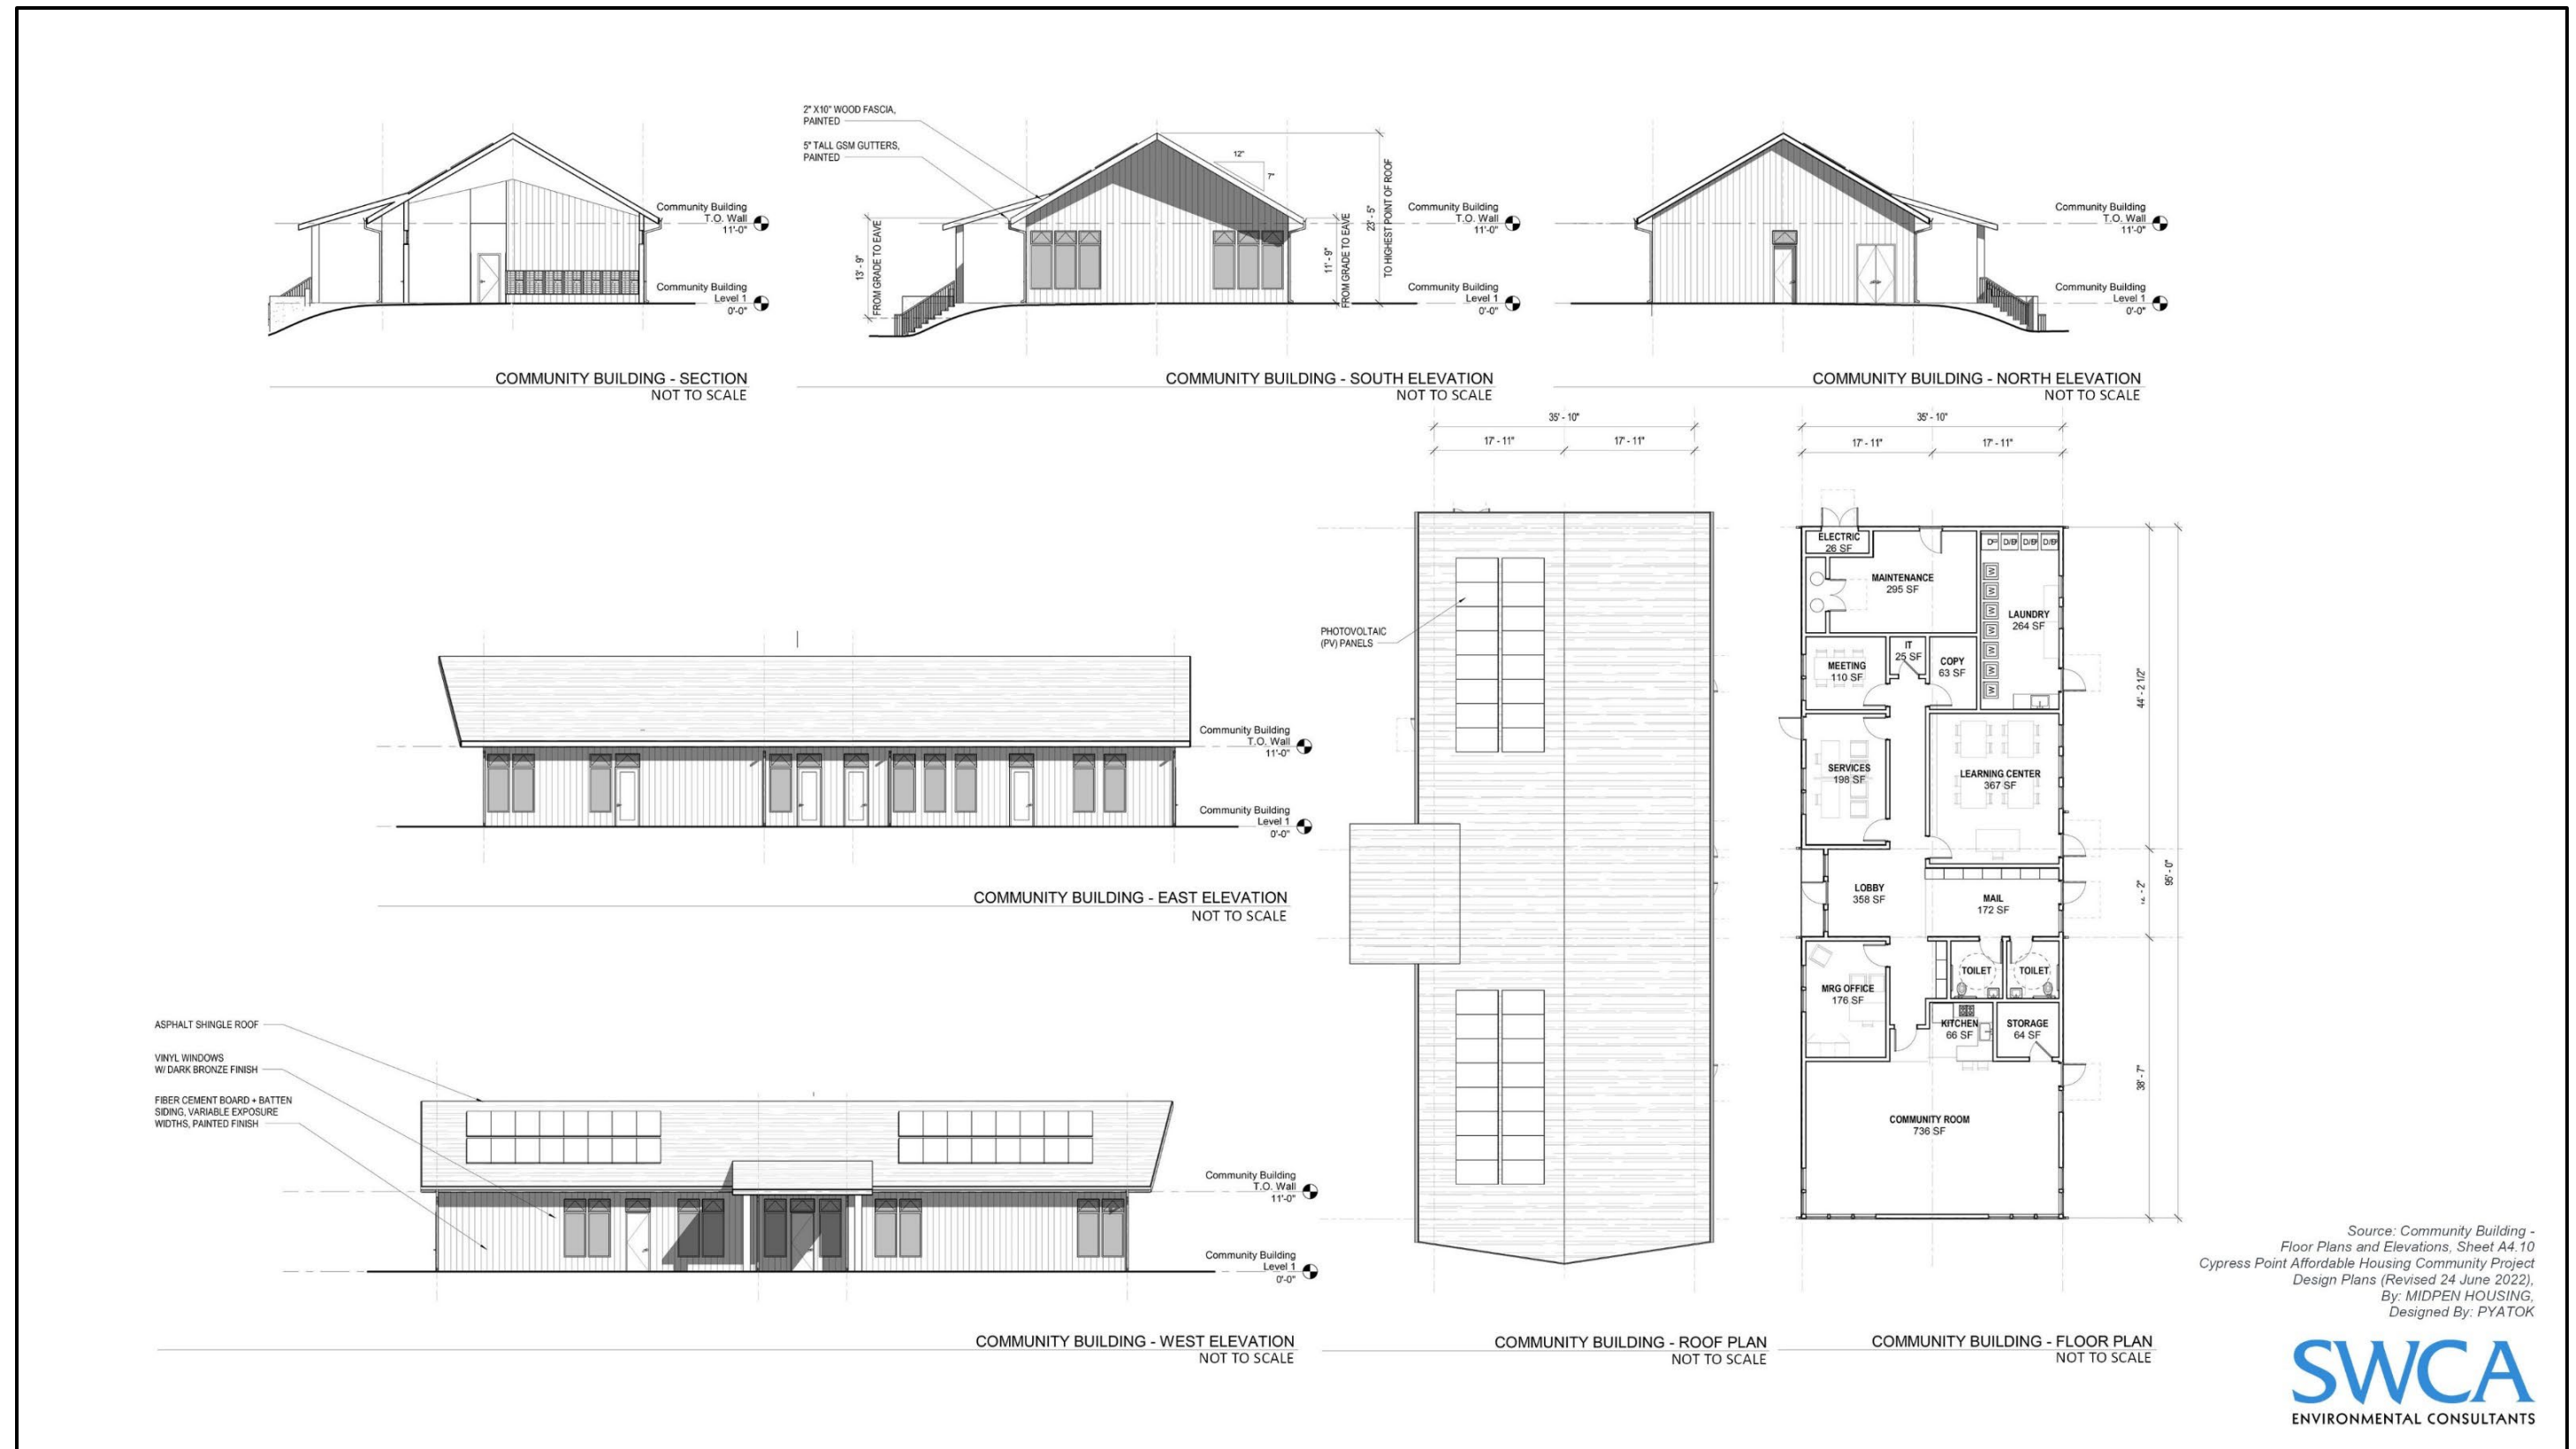 2" X10" WOOD FASCIA,
PAINTED
5" TALL GSM GUTTERS,
PAINTED
Community Building
T.O. Wall
11'-0"
Community Building
Level 1
0'-0"
COMMUNITY BUILDING - SECTION
NOT TO SCALE
12"
7"
13' - 9"
FROM GRADE TO EAVE
11' - 9"
FROM GRADE TO EAVE
23' - 5"
TO HIGHEST POINT OF ROOF
Community Building
T.O. Wall
11'-0"
Community Building
Level 1
0'-0"
COMMUNITY BUILDING - SOUTH ELEVATION
NOT TO SCALE
Community Building
T.O. Wall
11'-0"
Community Building
Level 1
0'-0"
COMMUNITY BUILDING - NORTH ELEVATION
NOT TO SCALE
Community Building
T.O. Wall
11'-0"
Community Building
Level 1
0'-0"
COMMUNITY BUILDING - EAST ELEVATION
NOT TO SCALE
ASPHALT SHINGLE ROOF
VINYL WINDOWS
W/ DARK BRONZE FINISH
FIBER CEMENT BOARD + BATTEN
SIDING, VARIABLE EXPOSURE
WIDTHS, PAINTED FINISH
Community Building
T.O. Wall
11'-0"
Community Building
Level 1
0'-0"
COMMUNITY BUILDING - WEST ELEVATION
NOT TO SCALE
35' - 10"
17' - 11"
17' - 11"
PHOTOVOLTAIC
(PV) PANELS
COMMUNITY BUILDING - ROOF PLAN
NOT TO SCALE
35' - 10"
17' - 11"
17' - 11"
ELECTRIC
26 SF
D/D D/D D/D
MAINTENANCE
295 SF
W
W
W
W
W
W
W
LAUNDRY
264 SF
IT
25 SF
COPY
63 SF
MEETING
110 SF
SERVICES
198 SF
LEARNING CENTER
367 SF
LOBBY
358 SF
MAIL
172 SF
TOILET
TOILET
MRG OFFICE
176 SF
KITCHEN
66 SF
STORAGE
64 SF
COMMUNITY ROOM
736 SF
44' - 2 1/2"
95' - 0"
38' - 7"
COMMUNITY BUILDING - FLOOR PLAN
NOT TO SCALE
Source: Community Building -
Floor Plans and Elevations, Sheet A4.10
Cypress Point Affordable Housing Community Project
Design Plans (Revised 24 June 2022),
By: MIDPEN HOUSING,
Designed By: PYATOK
SWCA
ENVIRONMENTAL CONSULTANTS